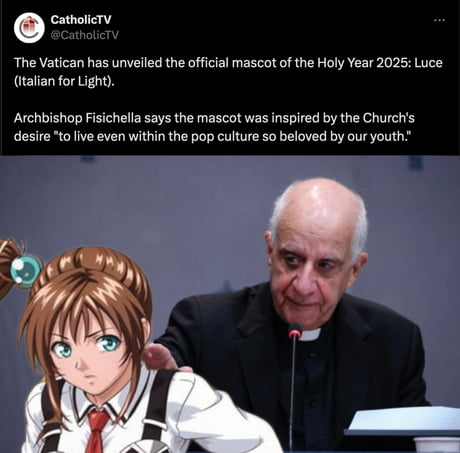 CatholicTV
@CatholicTV
The Vatican has unveiled the official mascot of the Holy Year 2025: Luce
(Italian for Light).
Archbishop Fisichella says the mascot was inspired by the Church's
desire "to live even within the pop culture so beloved by our youth."